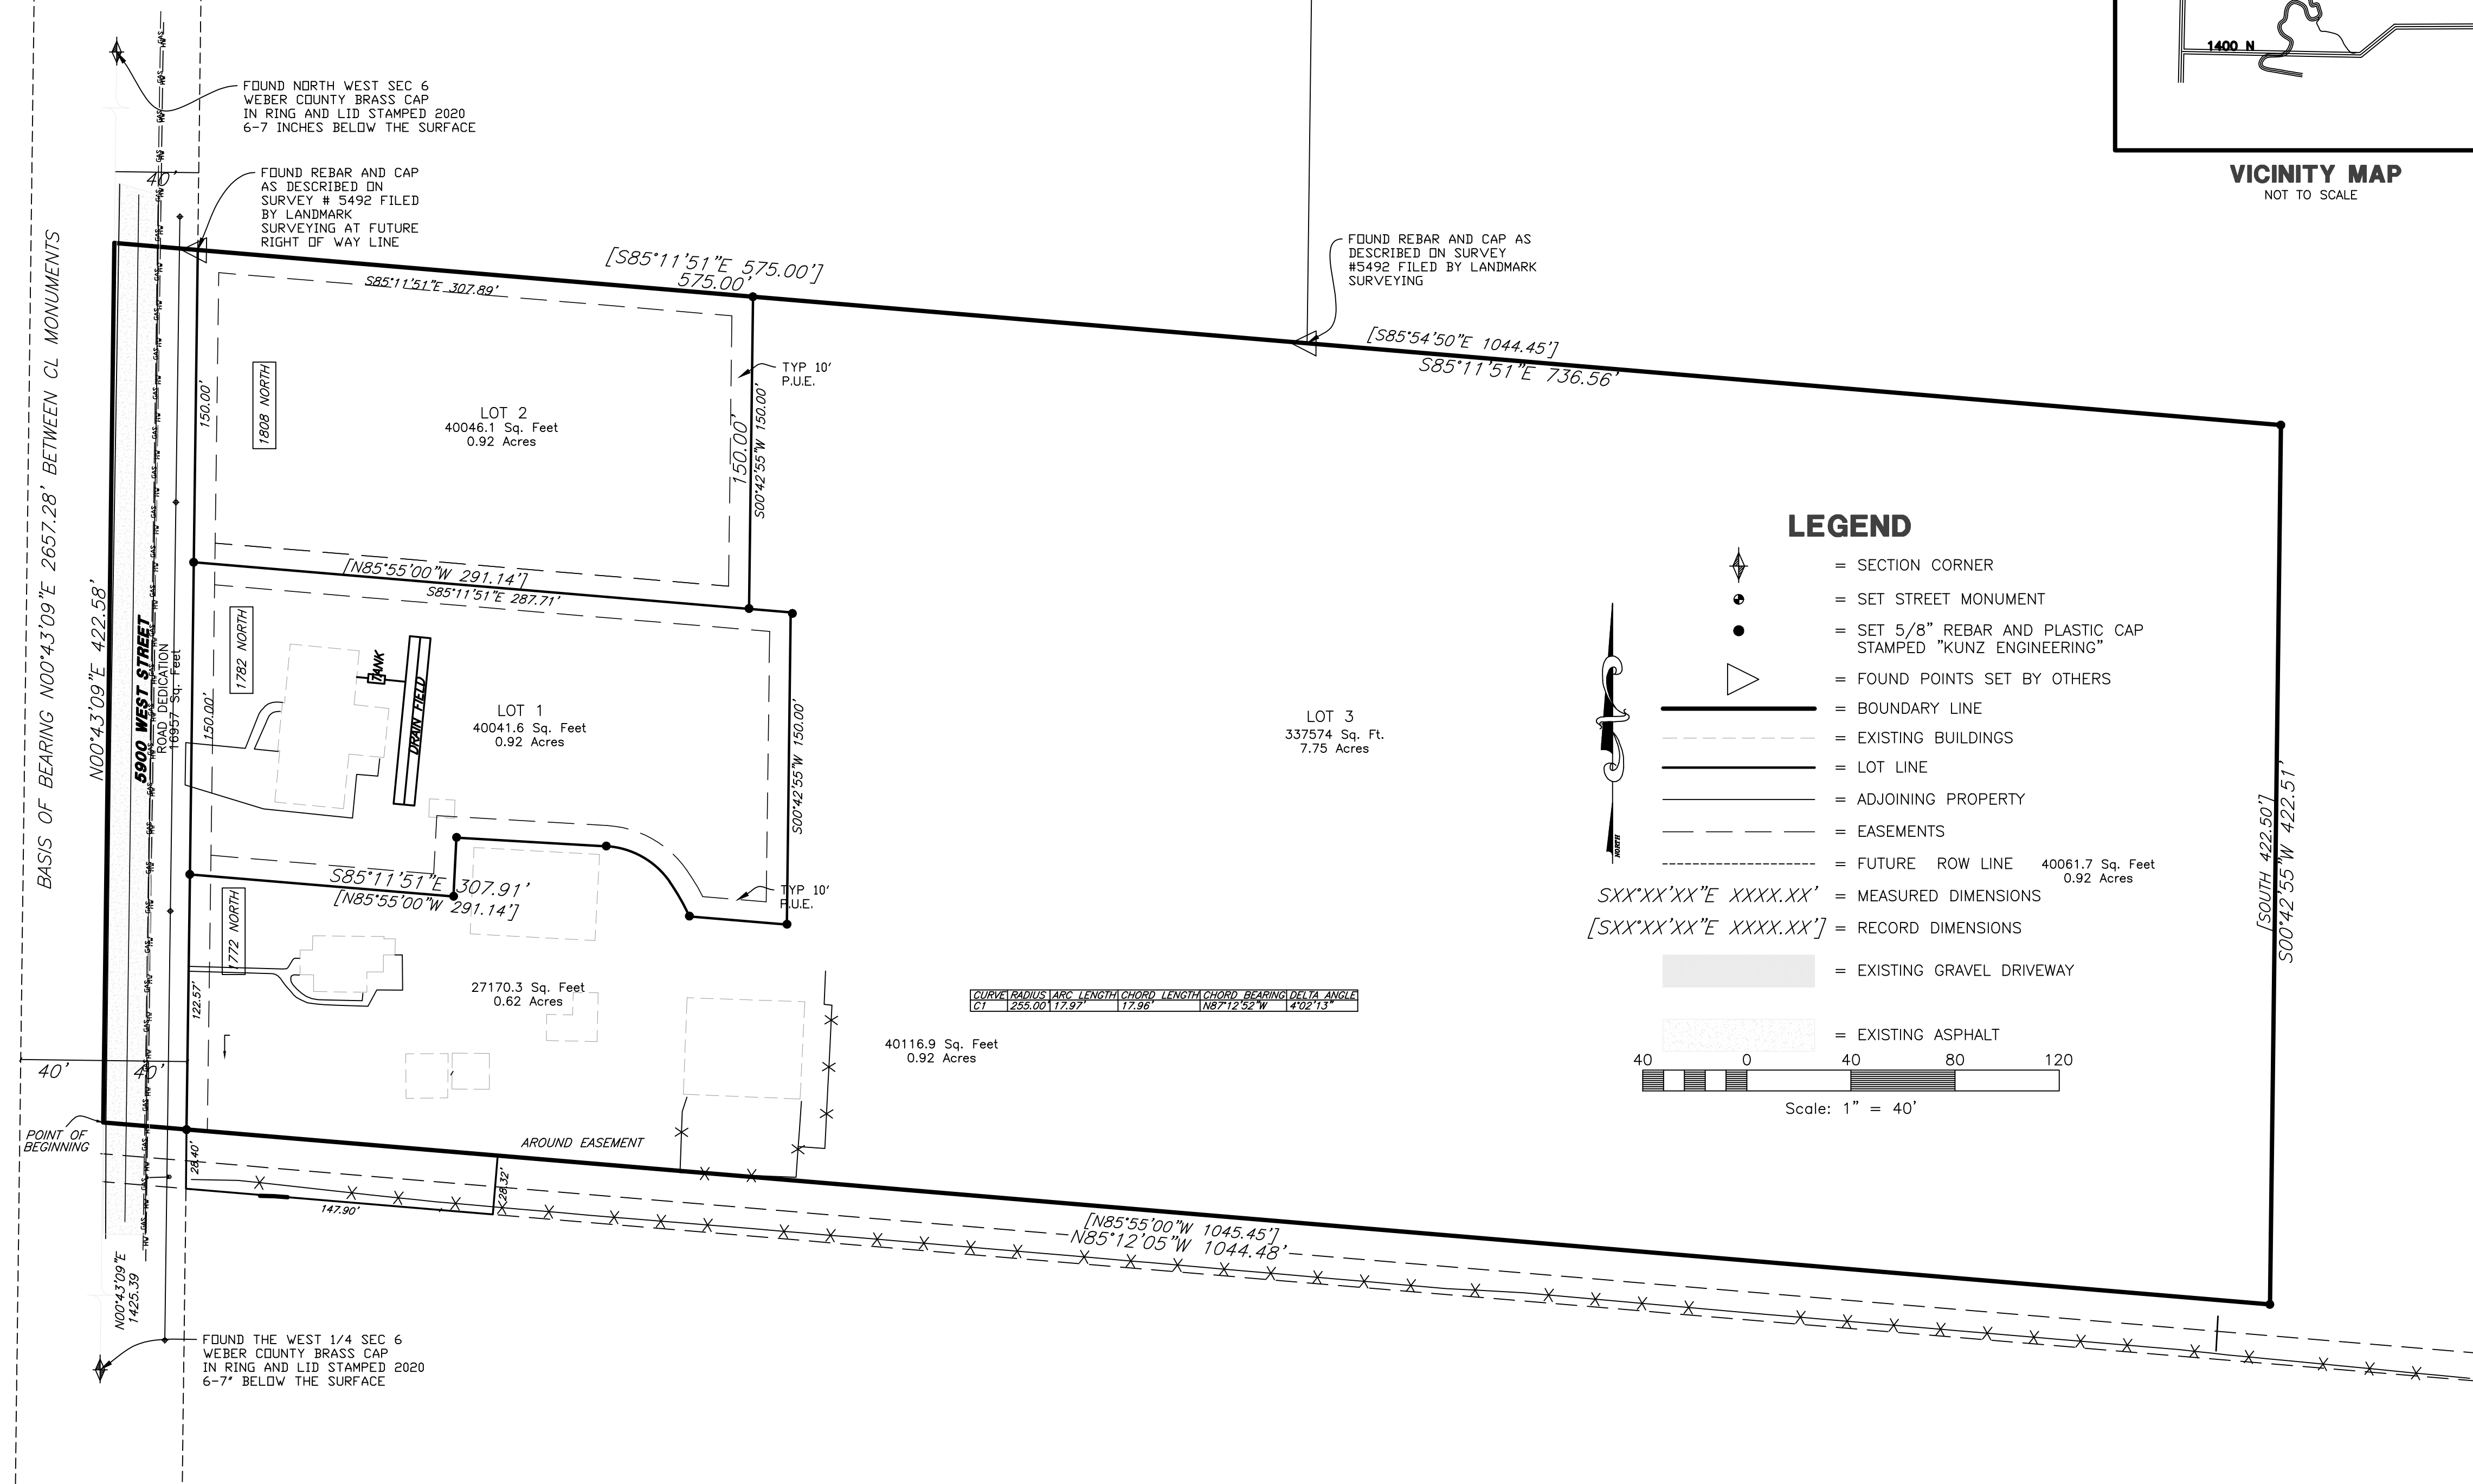 1400 N
VICINITY MAP
NOT TO SCALE
FOUND NORTH WEST SEC 6
WEBER COUNTY BRASS CAP
IN RING AND LID STAMPED 2020
6-7 INCHES BELOW THE SURFACE
40'
FOUND REBAR AND CAP
AS DESCRIBED ON
SURVEY # 5492 FILED
BY LANDMARK
SURVEYING AT FUTURE
RIGHT OF WAY LINE
FOUND REBAR AND CAP AS
DESCRIBED ON SURVEY
#5492 FILED BY LANDMARK
SURVEYING
[S85°11'51"E 575.00']
575.00'
S85°11'51"E 307.89'
[S85°54'50"E 1044.45']
S85°11'51"E 736.56'
BASIS OF BEARING N00°43'09"E 2657.28' BETWEEN CL MONUMENTS
N00°43'09"E 422.58'
5900 WEST STREET
ROAD DEDICATION
16957 Sq. Feet
150.00'
1808 NORTH
LOT 2
40046.1 Sq. Feet
0.92 Acres
TYP 10'
P.U.E.
150.00'
S00°42'55"W 150.00'
[N85°55'00"W 291.14']
S85°11'51"E 287.71'
1782 NORTH
150.00'
TANK
DRAIN FIELD
LOT 1
40041.6 Sq. Feet
0.92 Acres
S00°42'55"W 150.00'
LOT 3
337574 Sq. Ft.
7.75 Acres
S85°11'51"E 307.91'
[N85°55'00"W 291.14']
TYP 10'
P.U.E.
1772 NORTH
122.57'
27170.3 Sq. Feet
0.62 Acres
40116.9 Sq. Feet
0.92 Acres
CURVE RADIUS ARC LENGTH CHORD LENGTH CHORD BEARING DELTA ANGLE
C1 255.00' 17.97' 17.96' N87°12'52"W 4°02'13"
LEGEND
= SECTION CORNER
= SET STREET MONUMENT
= SET 5/8" REBAR AND PLASTIC CAP
STAMPED "KUNZ ENGINEERING"
= FOUND POINTS SET BY OTHERS
= BOUNDARY LINE
= EXISTING BUILDINGS
= LOT LINE
= ADJOINING PROPERTY
= EASEMENTS
= FUTURE ROW LINE
40061.7 Sq. Feet
0.92 Acres
SXX°XX'XX"E XXXX.XX' = MEASURED DIMENSIONS
[SXX°XX'XX"E XXXX.XX'] = RECORD DIMENSIONS
= EXISTING GRAVEL DRIVEWAY
= EXISTING ASPHALT
NORTH
40 0 40 80 120
Scale: 1" = 40'
[SOUTH 422.50']
S00°42'55"W 422.51'
40' 40'
POINT OF
BEGINNING
28.40'
AROUND EASEMENT
28.32'
147.90'
[N85°55'00"W 1045.45']
N85°12'05"W 1044.48'
N00°43'09"E
1425.39
FOUND THE WEST 1/4 SEC 6
WEBER COUNTY BRASS CAP
IN RING AND LID STAMPED 2020
6-7" BELOW THE SURFACE